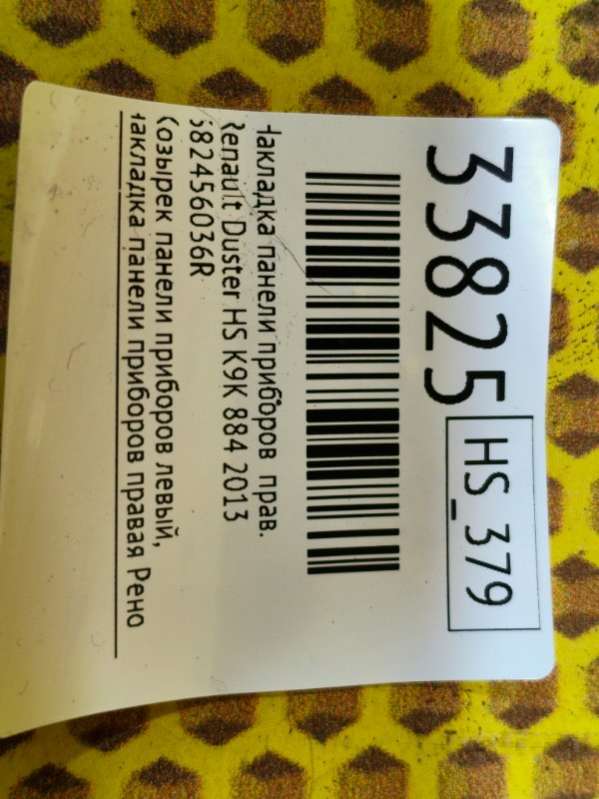 33825 HS_379
Накладка панели приборов прав.
Renault Duster HS K9K 884 2013
682456036R
Козырек панели приборов левый,
накладка панели приборов правая Рено